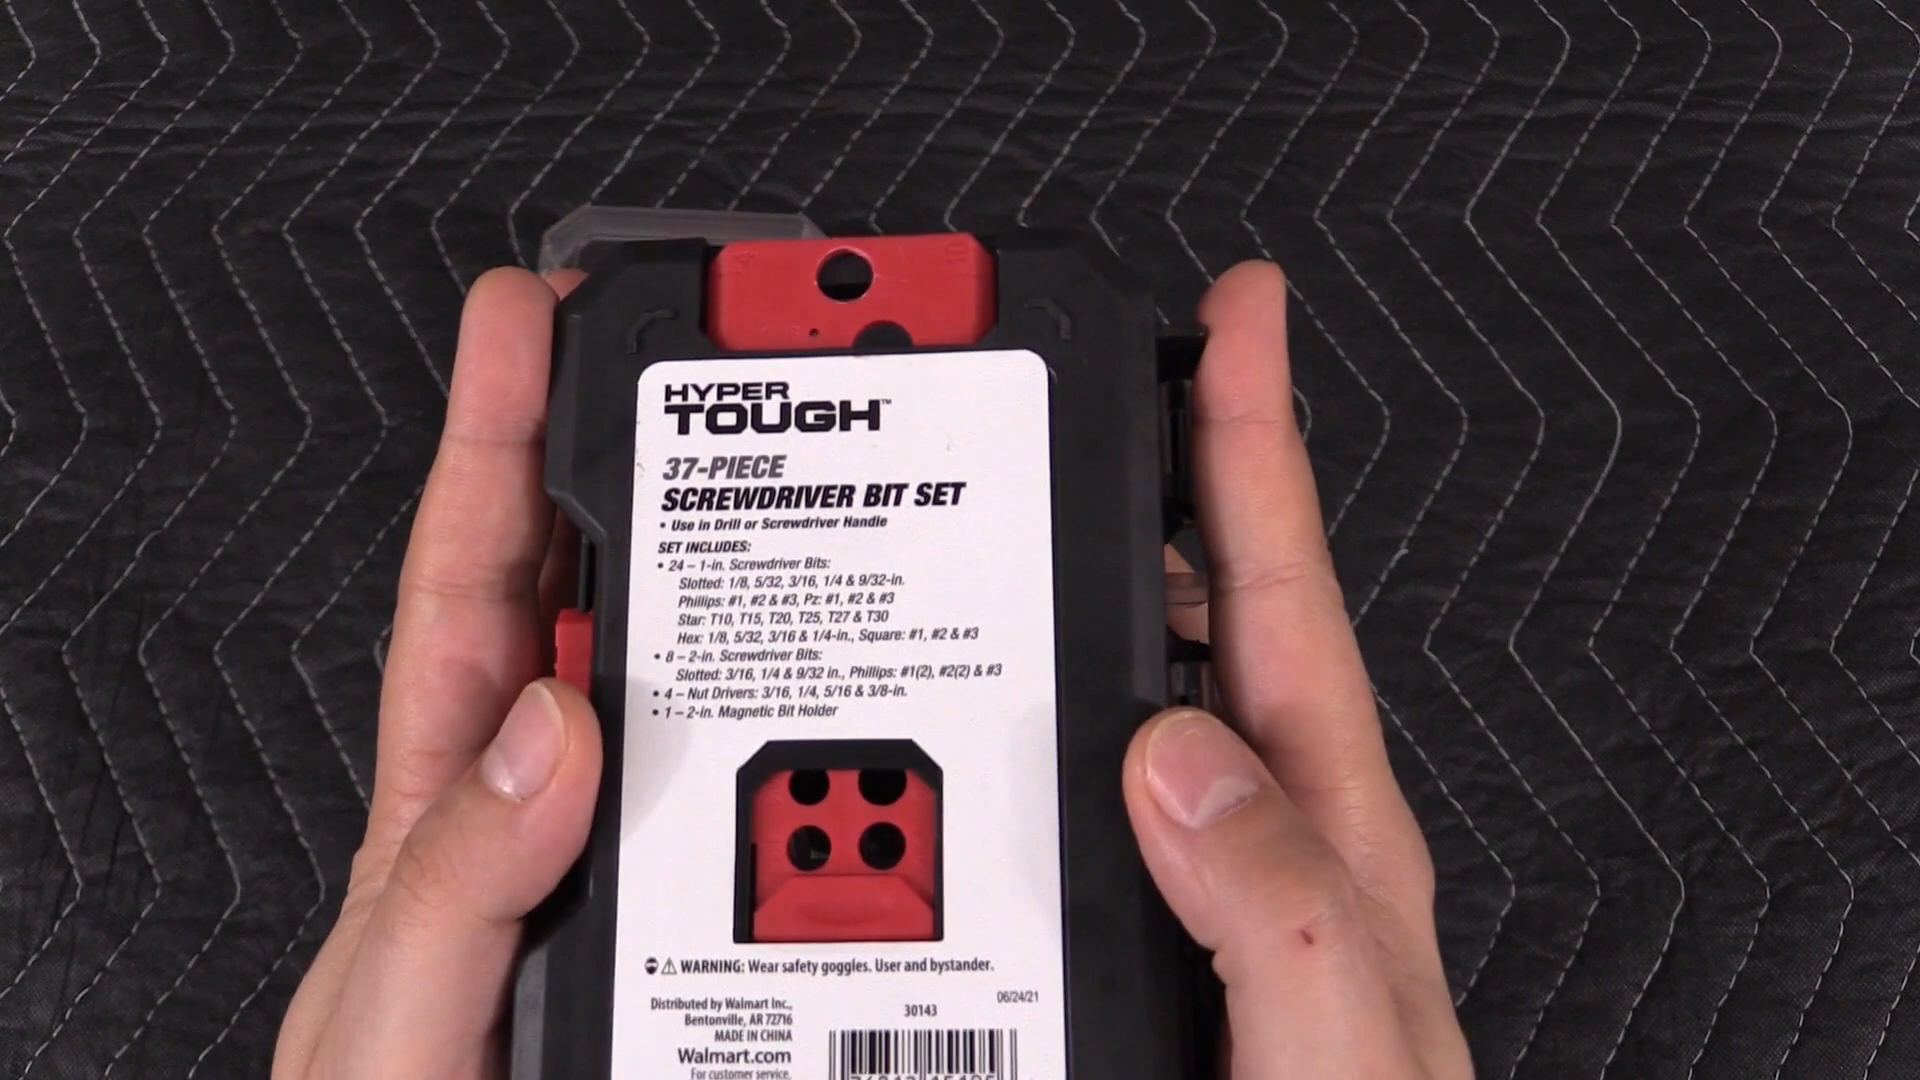 10
HYPER
TOUGH™
37-PIECE
SCREWDRIVER BIT SET
• Use in Drill or Screwdriver Handle
SET INCLUDES:
• 24 – 1-in. Screwdriver Bits:
Slotted: 1/8, 5/32, 3/16, 1/4 & 9/32-in.
Phillips: #1, #2 & #3, Pz: #1, #2 & #3
Star: T10, T15, T20, T25, T27 & T30
Hex: 1/8, 5/32, 3/16 & 1/4-in., Square: #1, #2 & #3
• 8 – 2-in. Screwdriver Bits:
Slotted: 3/16, 1/4 & 9/32 in., Phillips: #1(2), #2(2) & #3
• 4 – Nut Drivers: 3/16, 1/4, 5/16 & 3/8-in.
• 1 – 2-in. Magnetic Bit Holder
WARNING: Wear safety goggles. User and bystander.
06/24/21
Distributed by Walmart Inc.,
Bentonville, AR 72716
MADE IN CHINA
Walmart.com
For customer service,
30143